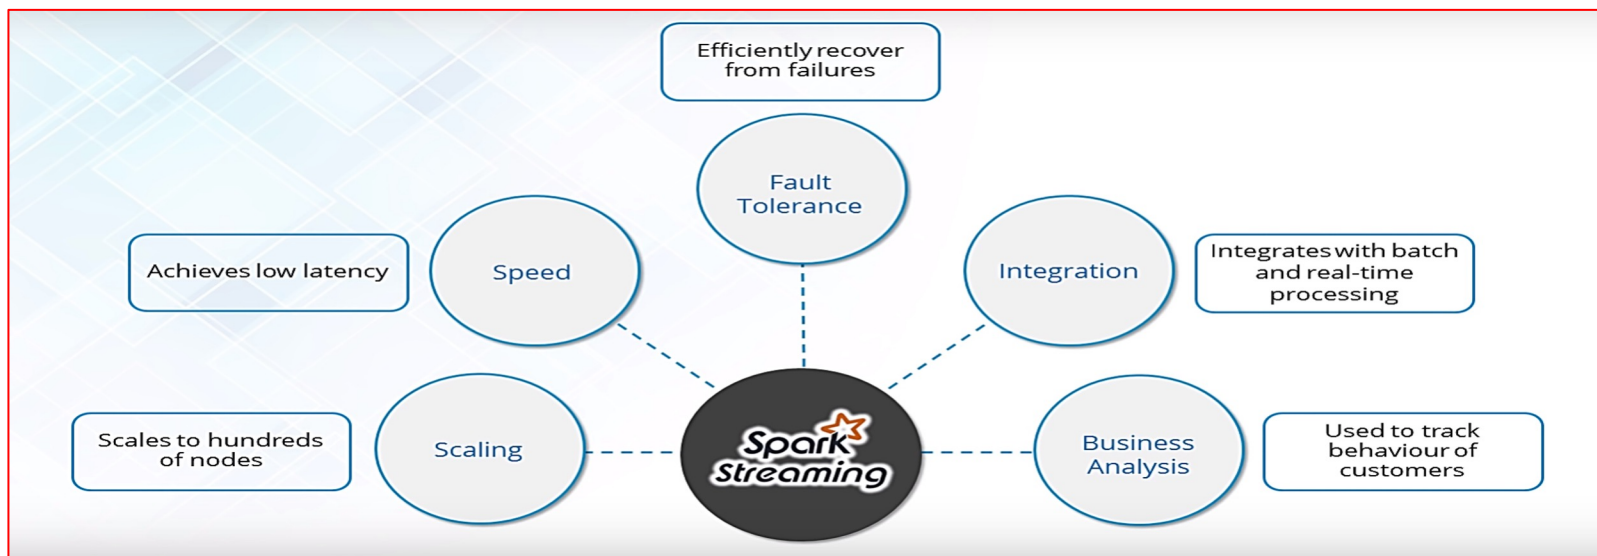 Efficiently recover
from failures
Fault
Tolerance
Achieves low latency
Speed
Integration
Integrates with batch
and real-time
processing
Scales to hundreds
of nodes
Scaling
Spark
Streaming
Business
Analysis
Used to track
behaviour of
customers